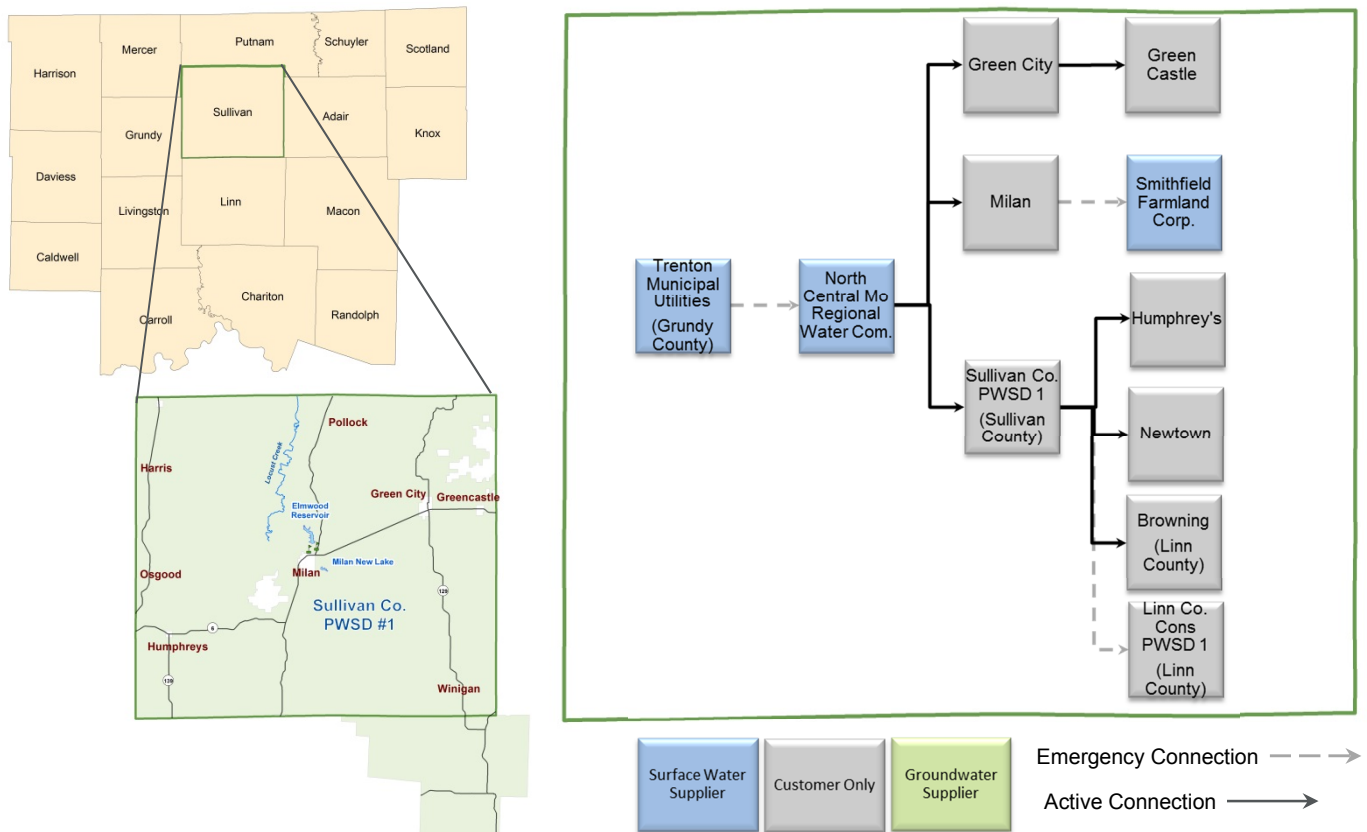 Harrison
Mercer
Putnam
Schuyler
Scotland
Sullivan
Adair
Knox
Grundy
Daviess
Livingston
Linn
Macon
Caldwell
Carroll
Chariton
Randolph
Pollock
Locust Creek
Harris
Elmwood
Reservoir
Green City
Greencastle
Milan New Lake
Milan
Osgood
129
Sullivan Co.
PWSD #1
6
Humphreys
139
Winigan
Green City
Green
Castle
Milan
Smithfield
Farmland
Corp.
Trenton
Municipal
Utilities
(Grundy
County)
North
Central Mo
Regional
Water Com.
Humphrey's
Sullivan Co.
PWSD 1
(Sullivan
County)
Newtown
Browning
(Linn
County)
Linn Co.
Cons
PWSD 1
(Linn
County)
Surface Water
Supplier
Customer Only
Groundwater
Supplier
Emergency Connection
Active Connection